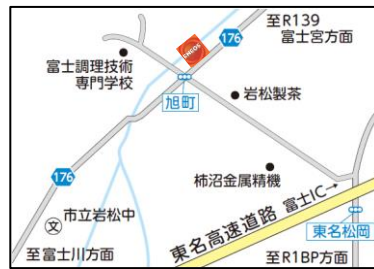 至R139
富士宮方面
176
ENEOS
富士調理技術
専門学校
旭町
岩松製茶
176
柿沼金属精機
富士IC→
東名高速道路
文
市立岩松中
東名松岡
至富士川方面
至R1BP方面